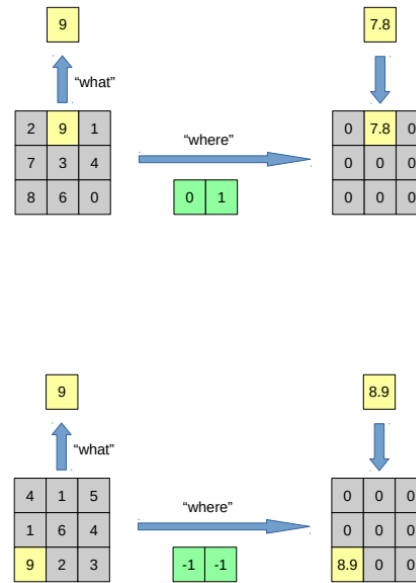 9 7.8
“what”
2 9 1 0 7.8 0
“where”
7 3 4 0 0 0
8 6 0 0 1 0 0 0
9 8.9
“what”
4 1 5 0 0 0
“where”
1 6 4 0 0 0
9 2 3 -1 -1 8.9 0 0